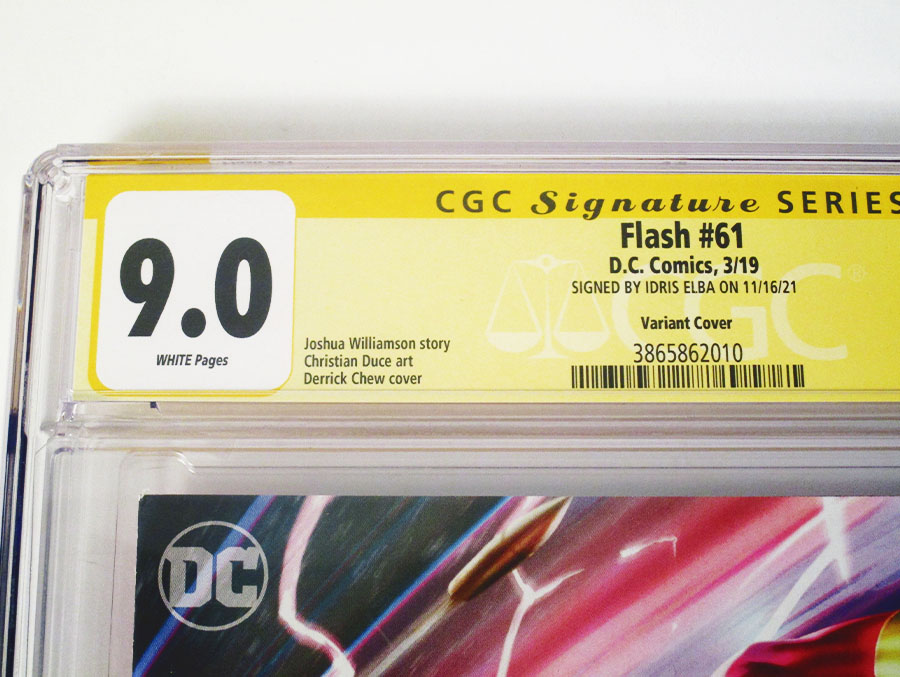 CGC Signature SERIES
9.0
WHITE Pages
Flash #61
D.C. Comics, 3/19
SIGNED BY IDRIS ELBA ON 11/16/21
Variant Cover
3865862010
Joshua Williamson story
Christian Duce art
Derrick Chew cover
CGC®
DC